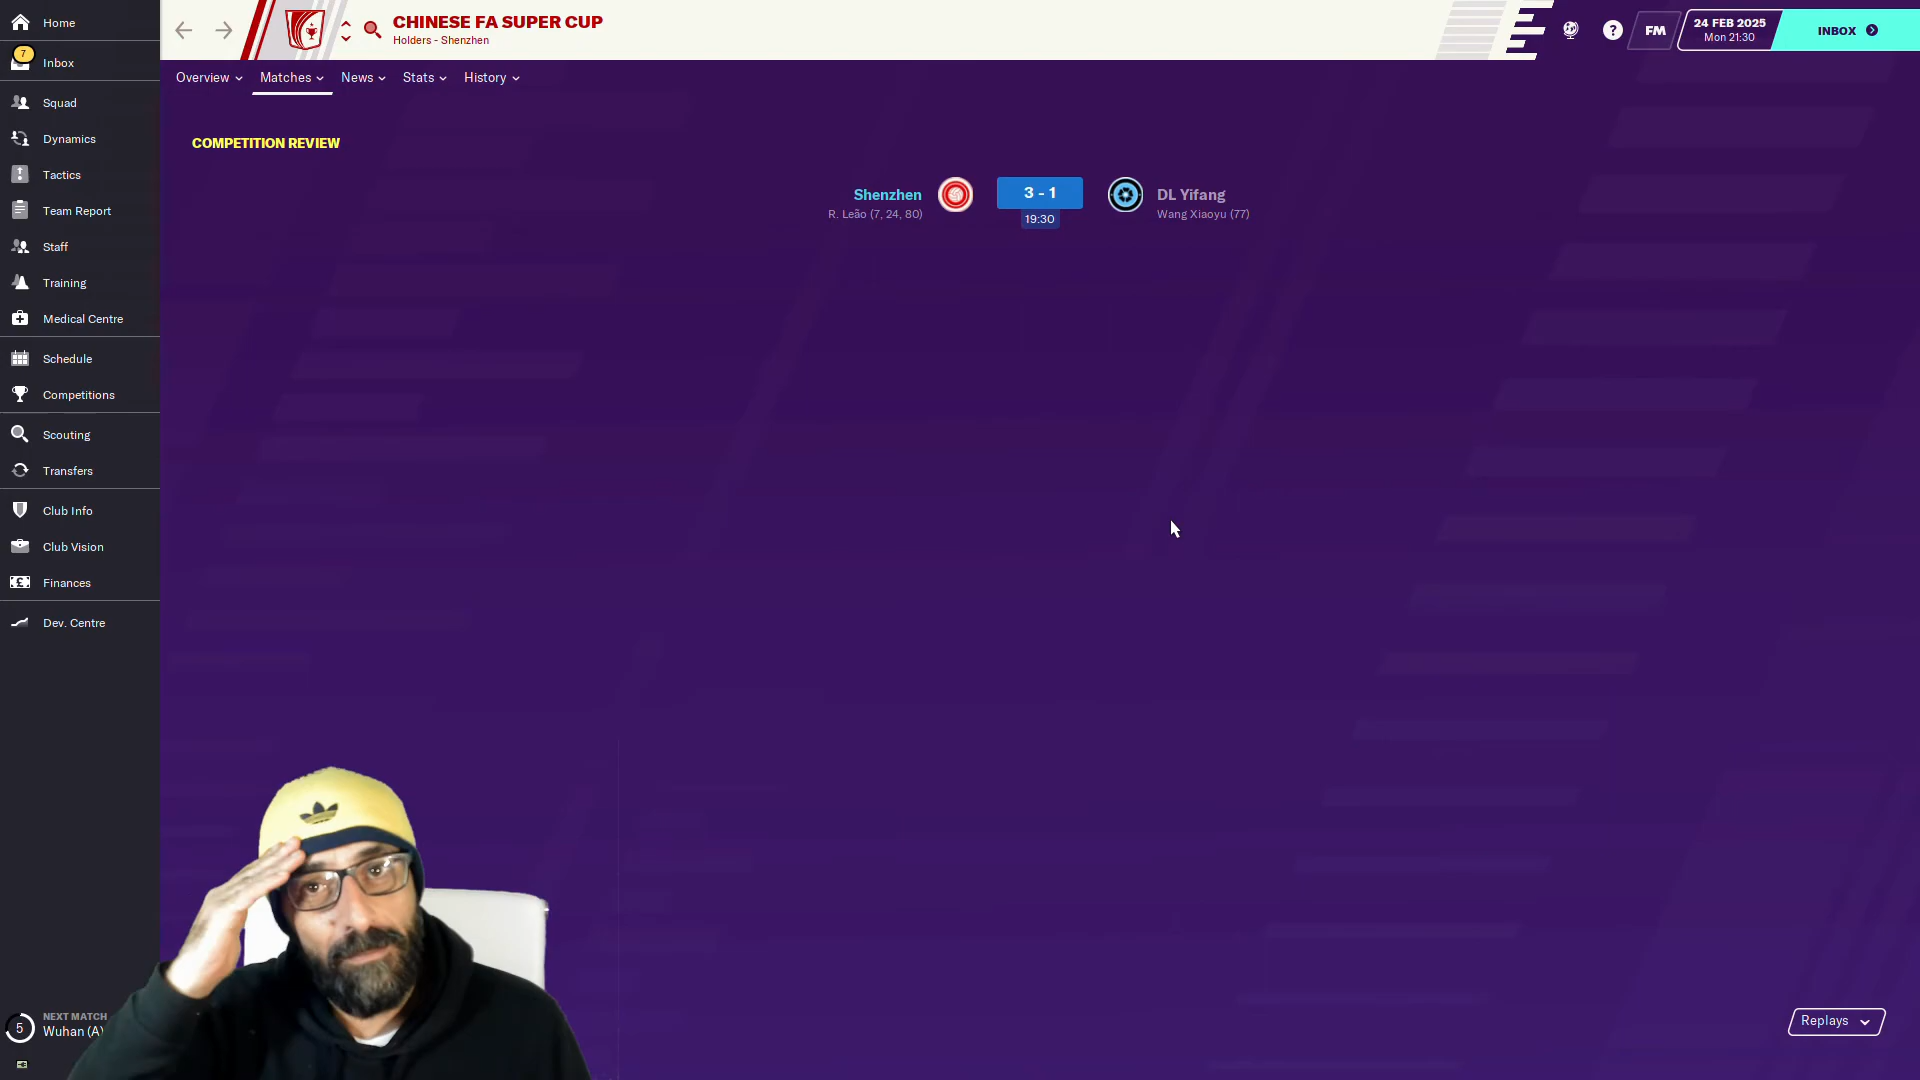 Home
7
Inbox
Squad
Dynamics
Tactics
Team Report
Staff
Training
Medical Centre
Schedule
Competitions
Scouting
Transfers
Club Info
Club Vision
Finances
Dev. Centre
5
NEXT MATCH
Wuhan (A)
CHINESE FA SUPER CUP
Holders - Shenzhen
?
FM
24 FEB 2025
Mon 21:30
INBOX
Overview
Matches
News
Stats
History
COMPETITION REVIEW
Shenzhen
3 - 1
DL Yifang
R. Leão (7, 24, 80)
19:30
Wang Xiaoyu (77)
Replays